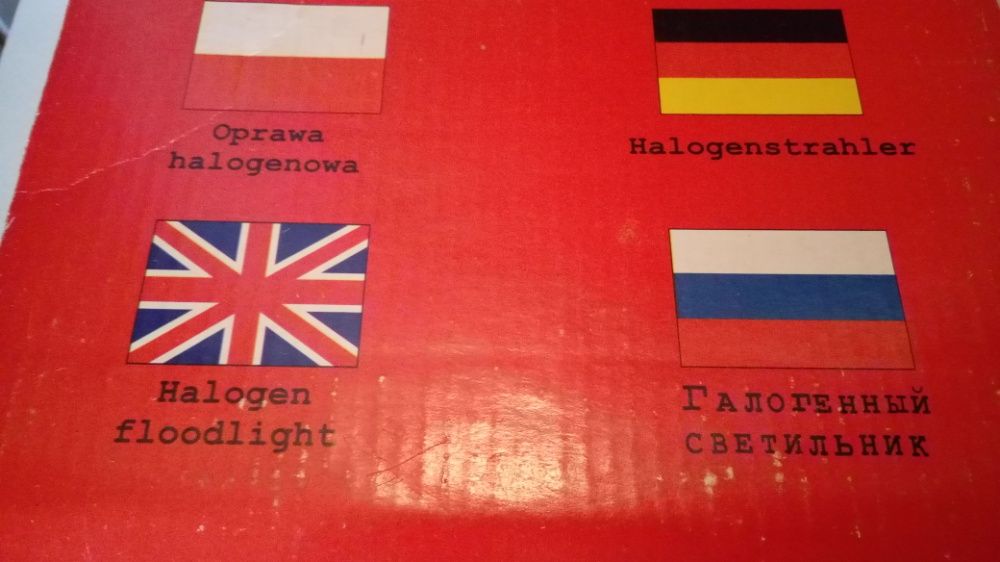 Oprawa
halogenowa
Halogenstrahler
Halogen
floodlight
Галогенный
светильник